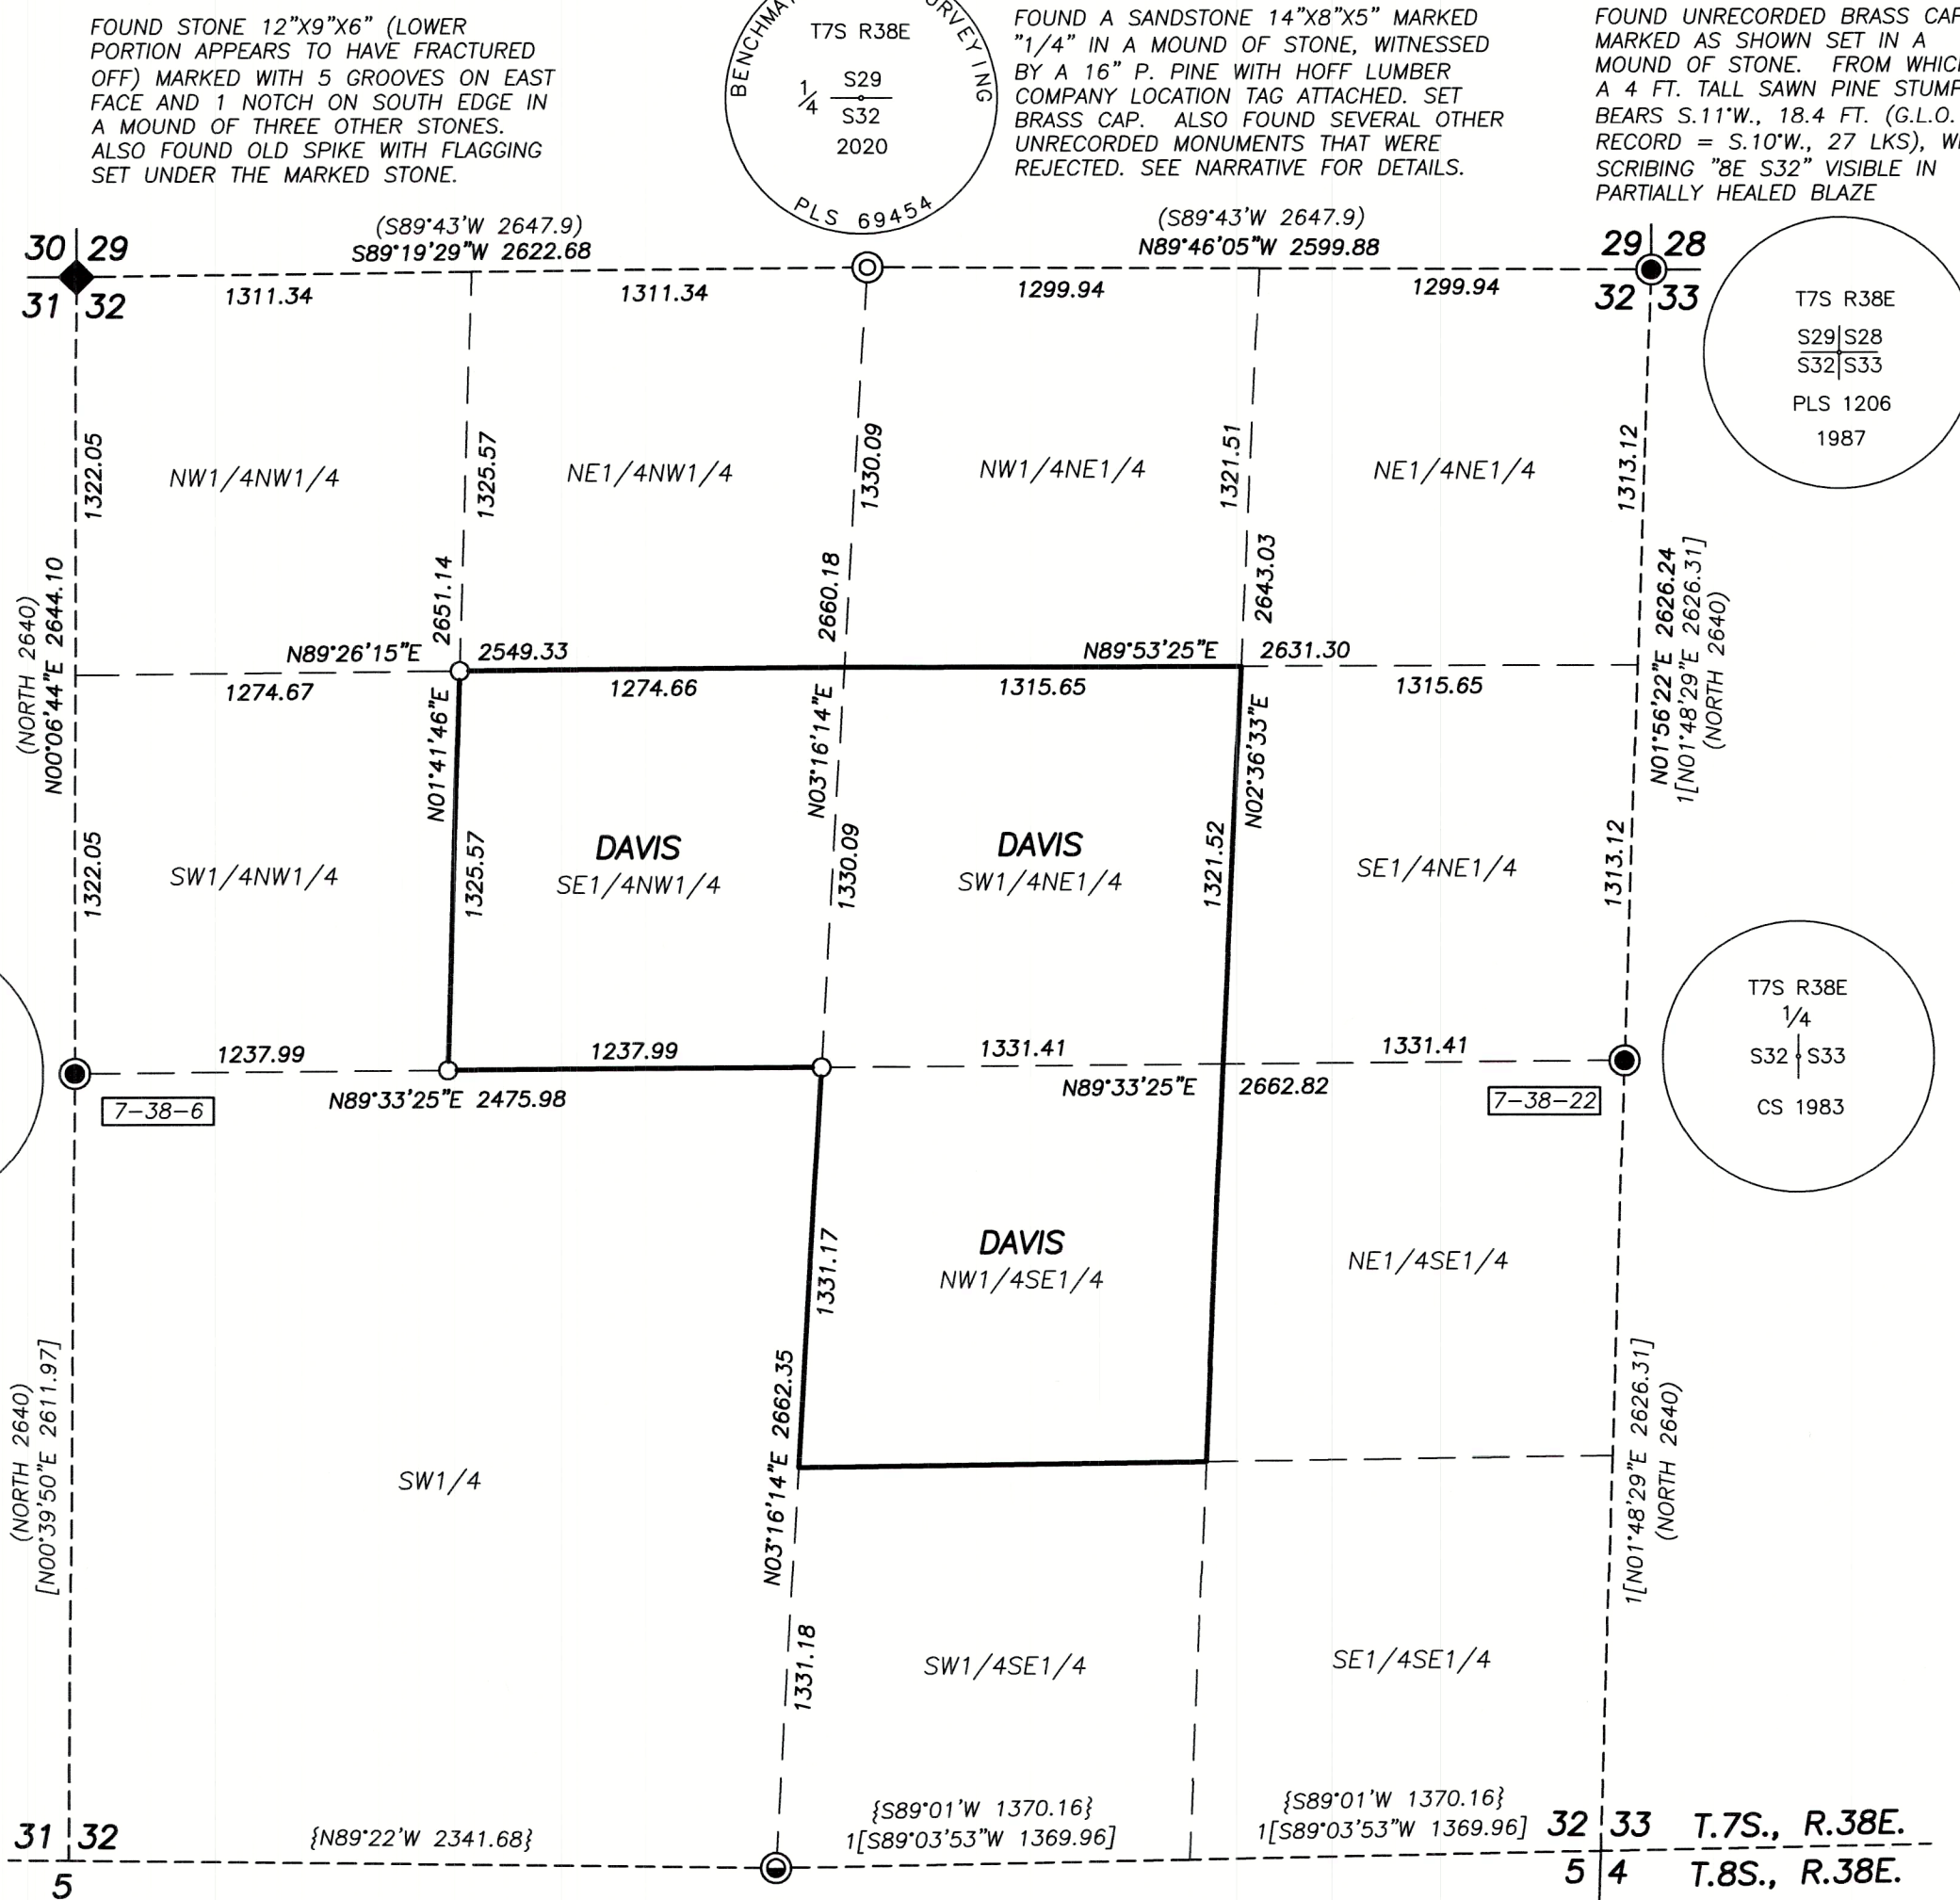 FOUND STONE 12"X9"X6" (LOWER
PORTION APPEARS TO HAVE FRACTURED
OFF) MARKED WITH 5 GROOVES ON EAST
FACE AND 1 NOTCH ON SOUTH EDGE IN
A MOUND OF THREE OTHER STONES.
ALSO FOUND OLD SPIKE WITH FLAGGING
SET UNDER THE MARKED STONE.
T7S R38E
1/4
S29
S32
2020
PLS 69454
FOUND A SANDSTONE 14"X8"X5" MARKED
"1/4" IN A MOUND OF STONE, WITNESSED
BY A 16" P. PINE WITH HOFF LUMBER
COMPANY LOCATION TAG ATTACHED. SET
BRASS CAP. ALSO FOUND SEVERAL OTHER
UNRECORDED MONUMENTS THAT WERE
REJECTED. SEE NARRATIVE FOR DETAILS.
FOUND UNRECORDED BRASS CAP
MARKED AS SHOWN SET IN A
MOUND OF STONE. FROM WHICH
A 4 FT. TALL SAWN PINE STUMP
BEARS S.11°W., 18.4 FT. (G.L.O.
RECORD = S.10°W., 27 LKS),
SCRIBING "8E S32" VISIBLE IN
PARTIALLY HEALED BLAZE
(S89°43'W 2647.9)
S89°19'29"W 2622.68
(S89°43'W 2647.9)
N89°46'05"W 2599.88
30 29
31 32
29 28
32 33
1311.34
1311.34
1299.94
1299.94
T7S R38E
S29 S28
S32 S33
PLS 1206
1987
1322.05
NW1/4NW1/4
1325.57
NE1/4NW1/4
1330.09
NW1/4NE1/4
1321.51
NE1/4NE1/4
1313.12
(NORTH 2640)
N00°06'44"E 2644.10
2651.14
2660.18
2643.03
N01°56'22"E 2626.24
1[N01°48'29"E 2626.31]
(NORTH 2640)
N89°26'15"E 2549.33
N89°53'25"E 2631.30
1274.67
1274.66
1315.65
1315.65
N01°41'46"E
N03°16'14"E
N02°36'33"E
1322.05
SW1/4NW1/4
1325.57
DAVIS
SE1/4NW1/4
1330.09
DAVIS
SW1/4NE1/4
1321.52
SE1/4NE1/4
1313.12
T7S R38E
1/4
S32 S33
CS 1983
1237.99
1237.99
1331.41
1331.41
N89°33'25"E 2475.98
N89°33'25"E 2662.82
7-38-6
7-38-22
1331.17
DAVIS
NW1/4SE1/4
NE1/4SE1/4
(NORTH 2640)
[N00°39'50"E 2611.97]
SW1/4
N03°16'14"E 2662.35
1[N01°48'29"E 2626.31]
(NORTH 2640)
1331.18
SW1/4SE1/4
SE1/4SE1/4
{N89°22'W 2341.68}
{S89°01'W 1370.16}
1[S89°03'53"W 1369.96]
{S89°01'W 1370.16}
1[S89°03'53"W 1369.96]
31 32
5
32 33
5 4
T.7S., R.38E.
T.8S., R.38E.